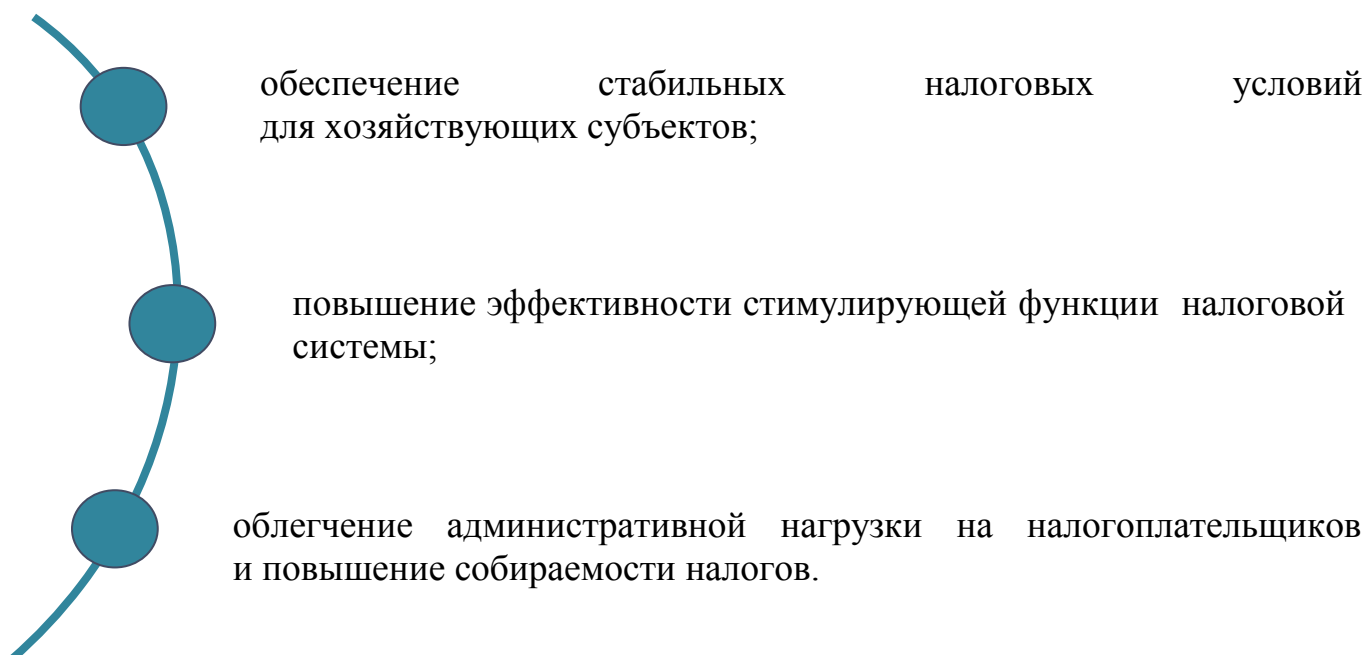 обеспечение стабильных налоговых условий
для хозяйствующих субъектов;
повышение эффективности стимулирующей функции налоговой
системы;
облегчение административной нагрузки на налогоплательщиков
и повышение собираемости налогов.